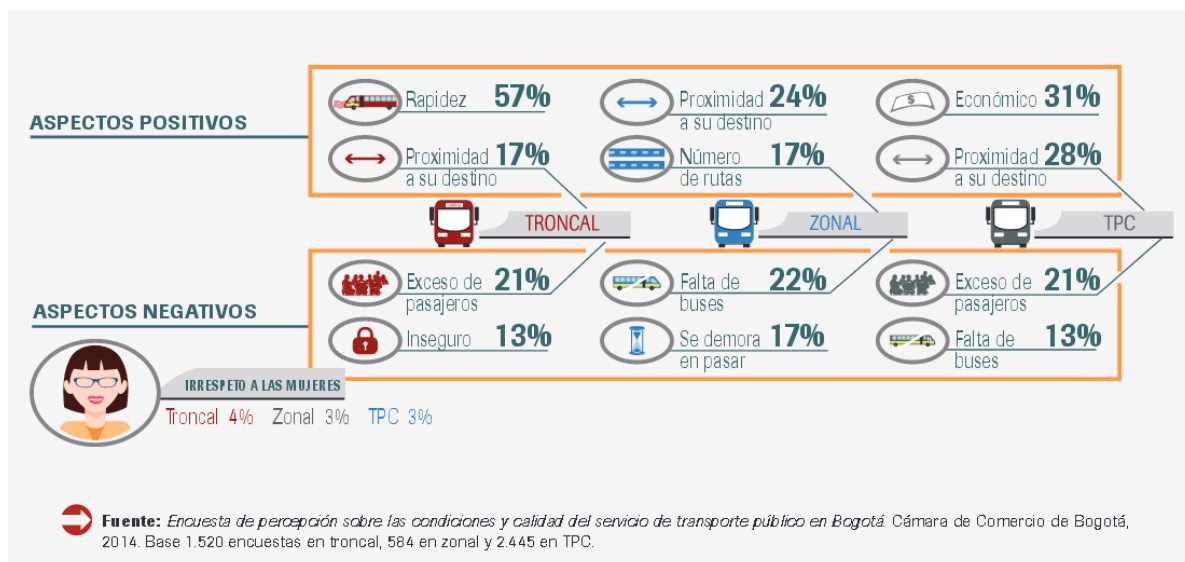 ASPECTOS POSITIVOS
Rapidez 57%
Proximidad 17%
a su destino
Proximidad 24%
a su destino
Número 17%
de rutas
Económico 31%
Proximidad 28%
a su destino
TRONCAL
ZONAL
TPC
ASPECTOS NEGATIVOS
Exceso de 21%
pasajeros
Inseguro 13%
Falta de 22%
buses
Se demora 17%
en pasar
Exceso de 21%
pasajeros
Falta de 13%
buses
IRRESPETO A LAS MUJERES
Troncal 4% Zonal 3% TPC 3%
Fuente: Encuesta de percepción sobre las condiciones y calidad del servicio de transporte público en Bogotá. Cámara de Comercio de Bogotá,
2014. Base 1.520 encuestas en troncal, 584 en zonal y 2.445 en TPC.